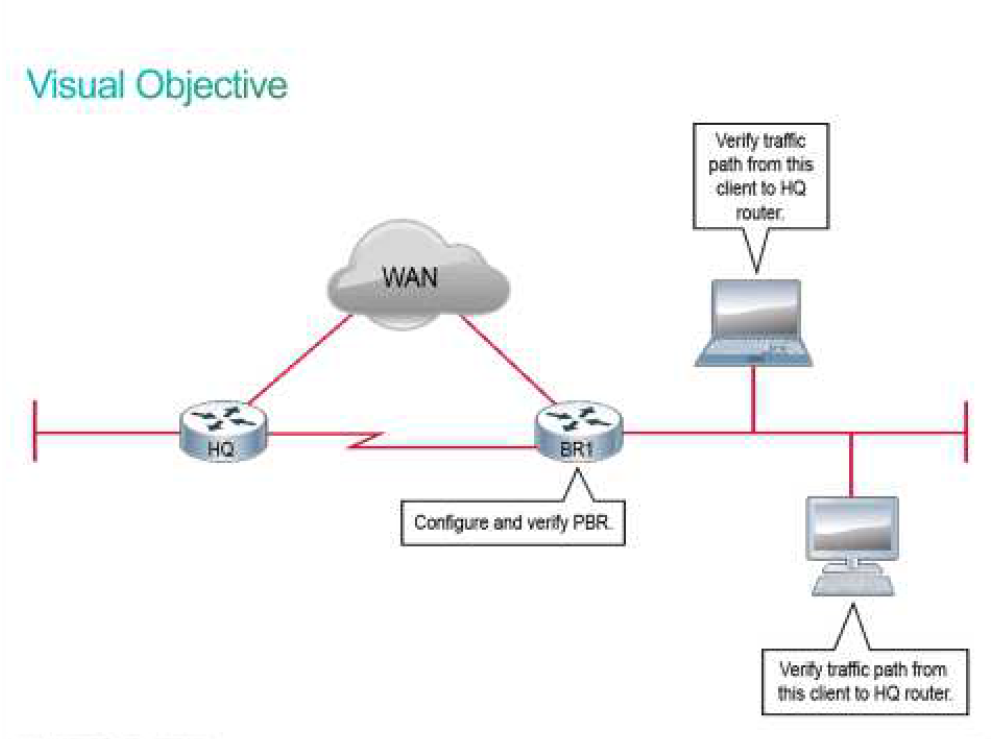 Visual Objective
Verify traffic
path from this
client to HQ
router.
WAN
HQ
BR1
Configure and verify PBR.
Verify traffic path from
this client to HQ router.